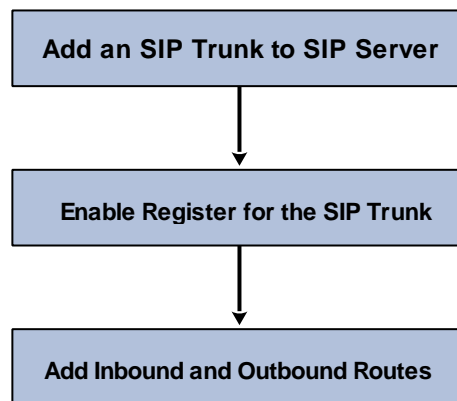 Add an SIP Trunk to SIP Server
Enable Register for the SIP Trunk
Add Inbound and Outbound Routes